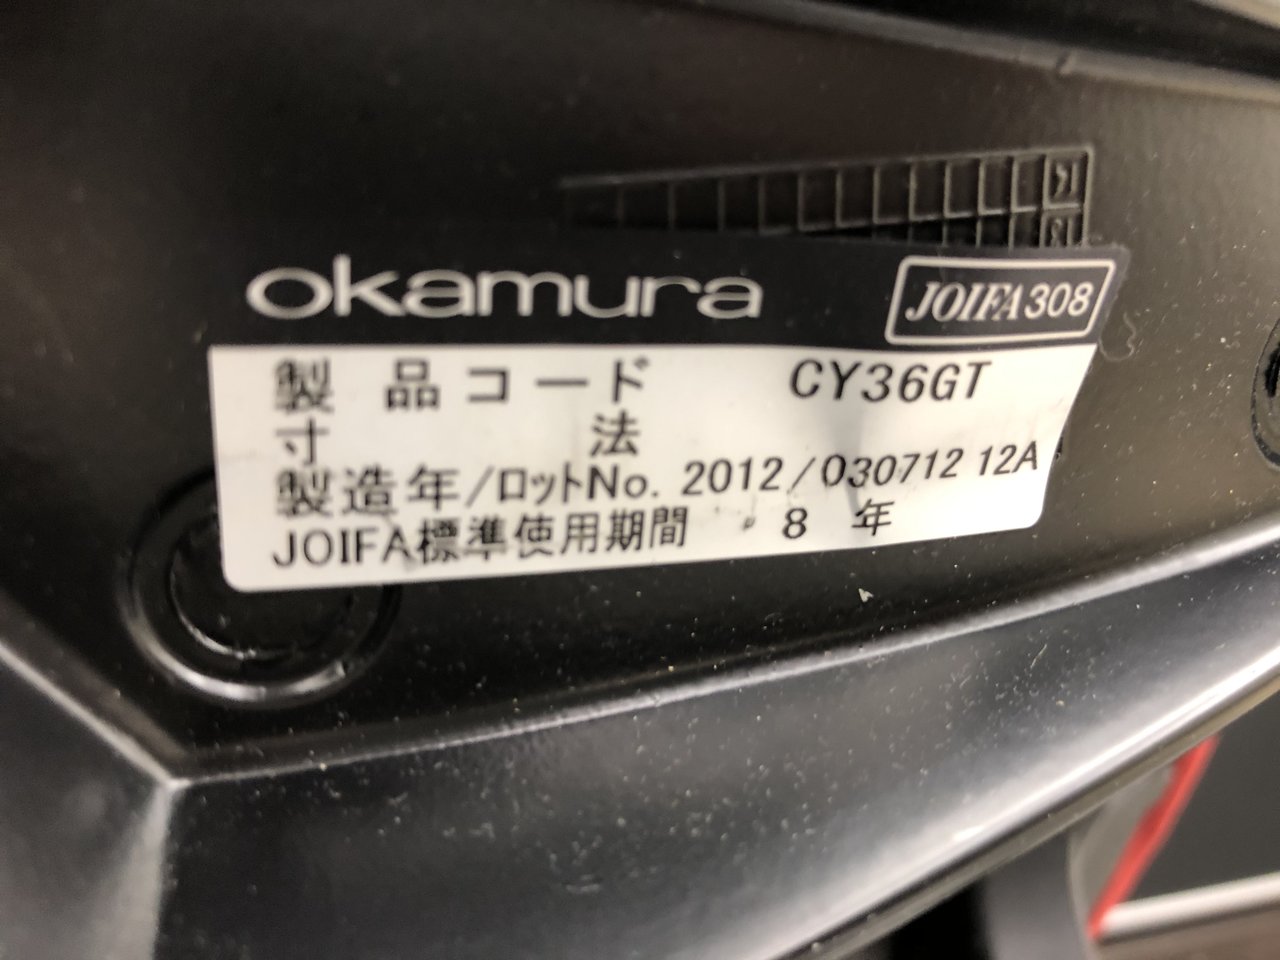 okamura JOIFA308
製品コード CY36GT
寸法
製造年/ロットNo. 2012/030712 12A
JOIFA標準使用期間 8 年